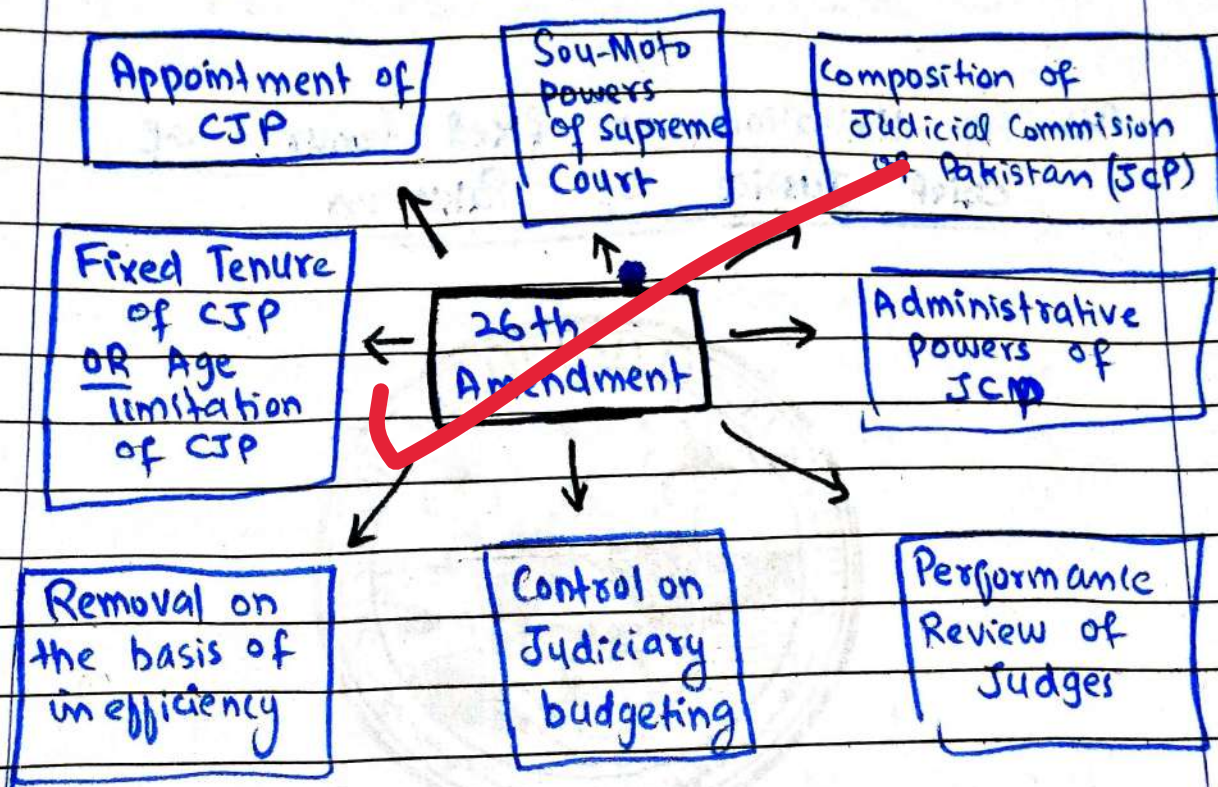 Appointment of
CJP
Sou-Moto
powers
of supreme
Court
Composition of
Judicial Commision
of Pakistan (JCP)
Fixed Tenure
of CJP
OR Age
limitation
of CJP
26th
Amendment
Administrative
powers of
JCP
Removal on
the basis of
inefficiency
Control on
Judiciary
budgeting
Performance
Review of
Judges